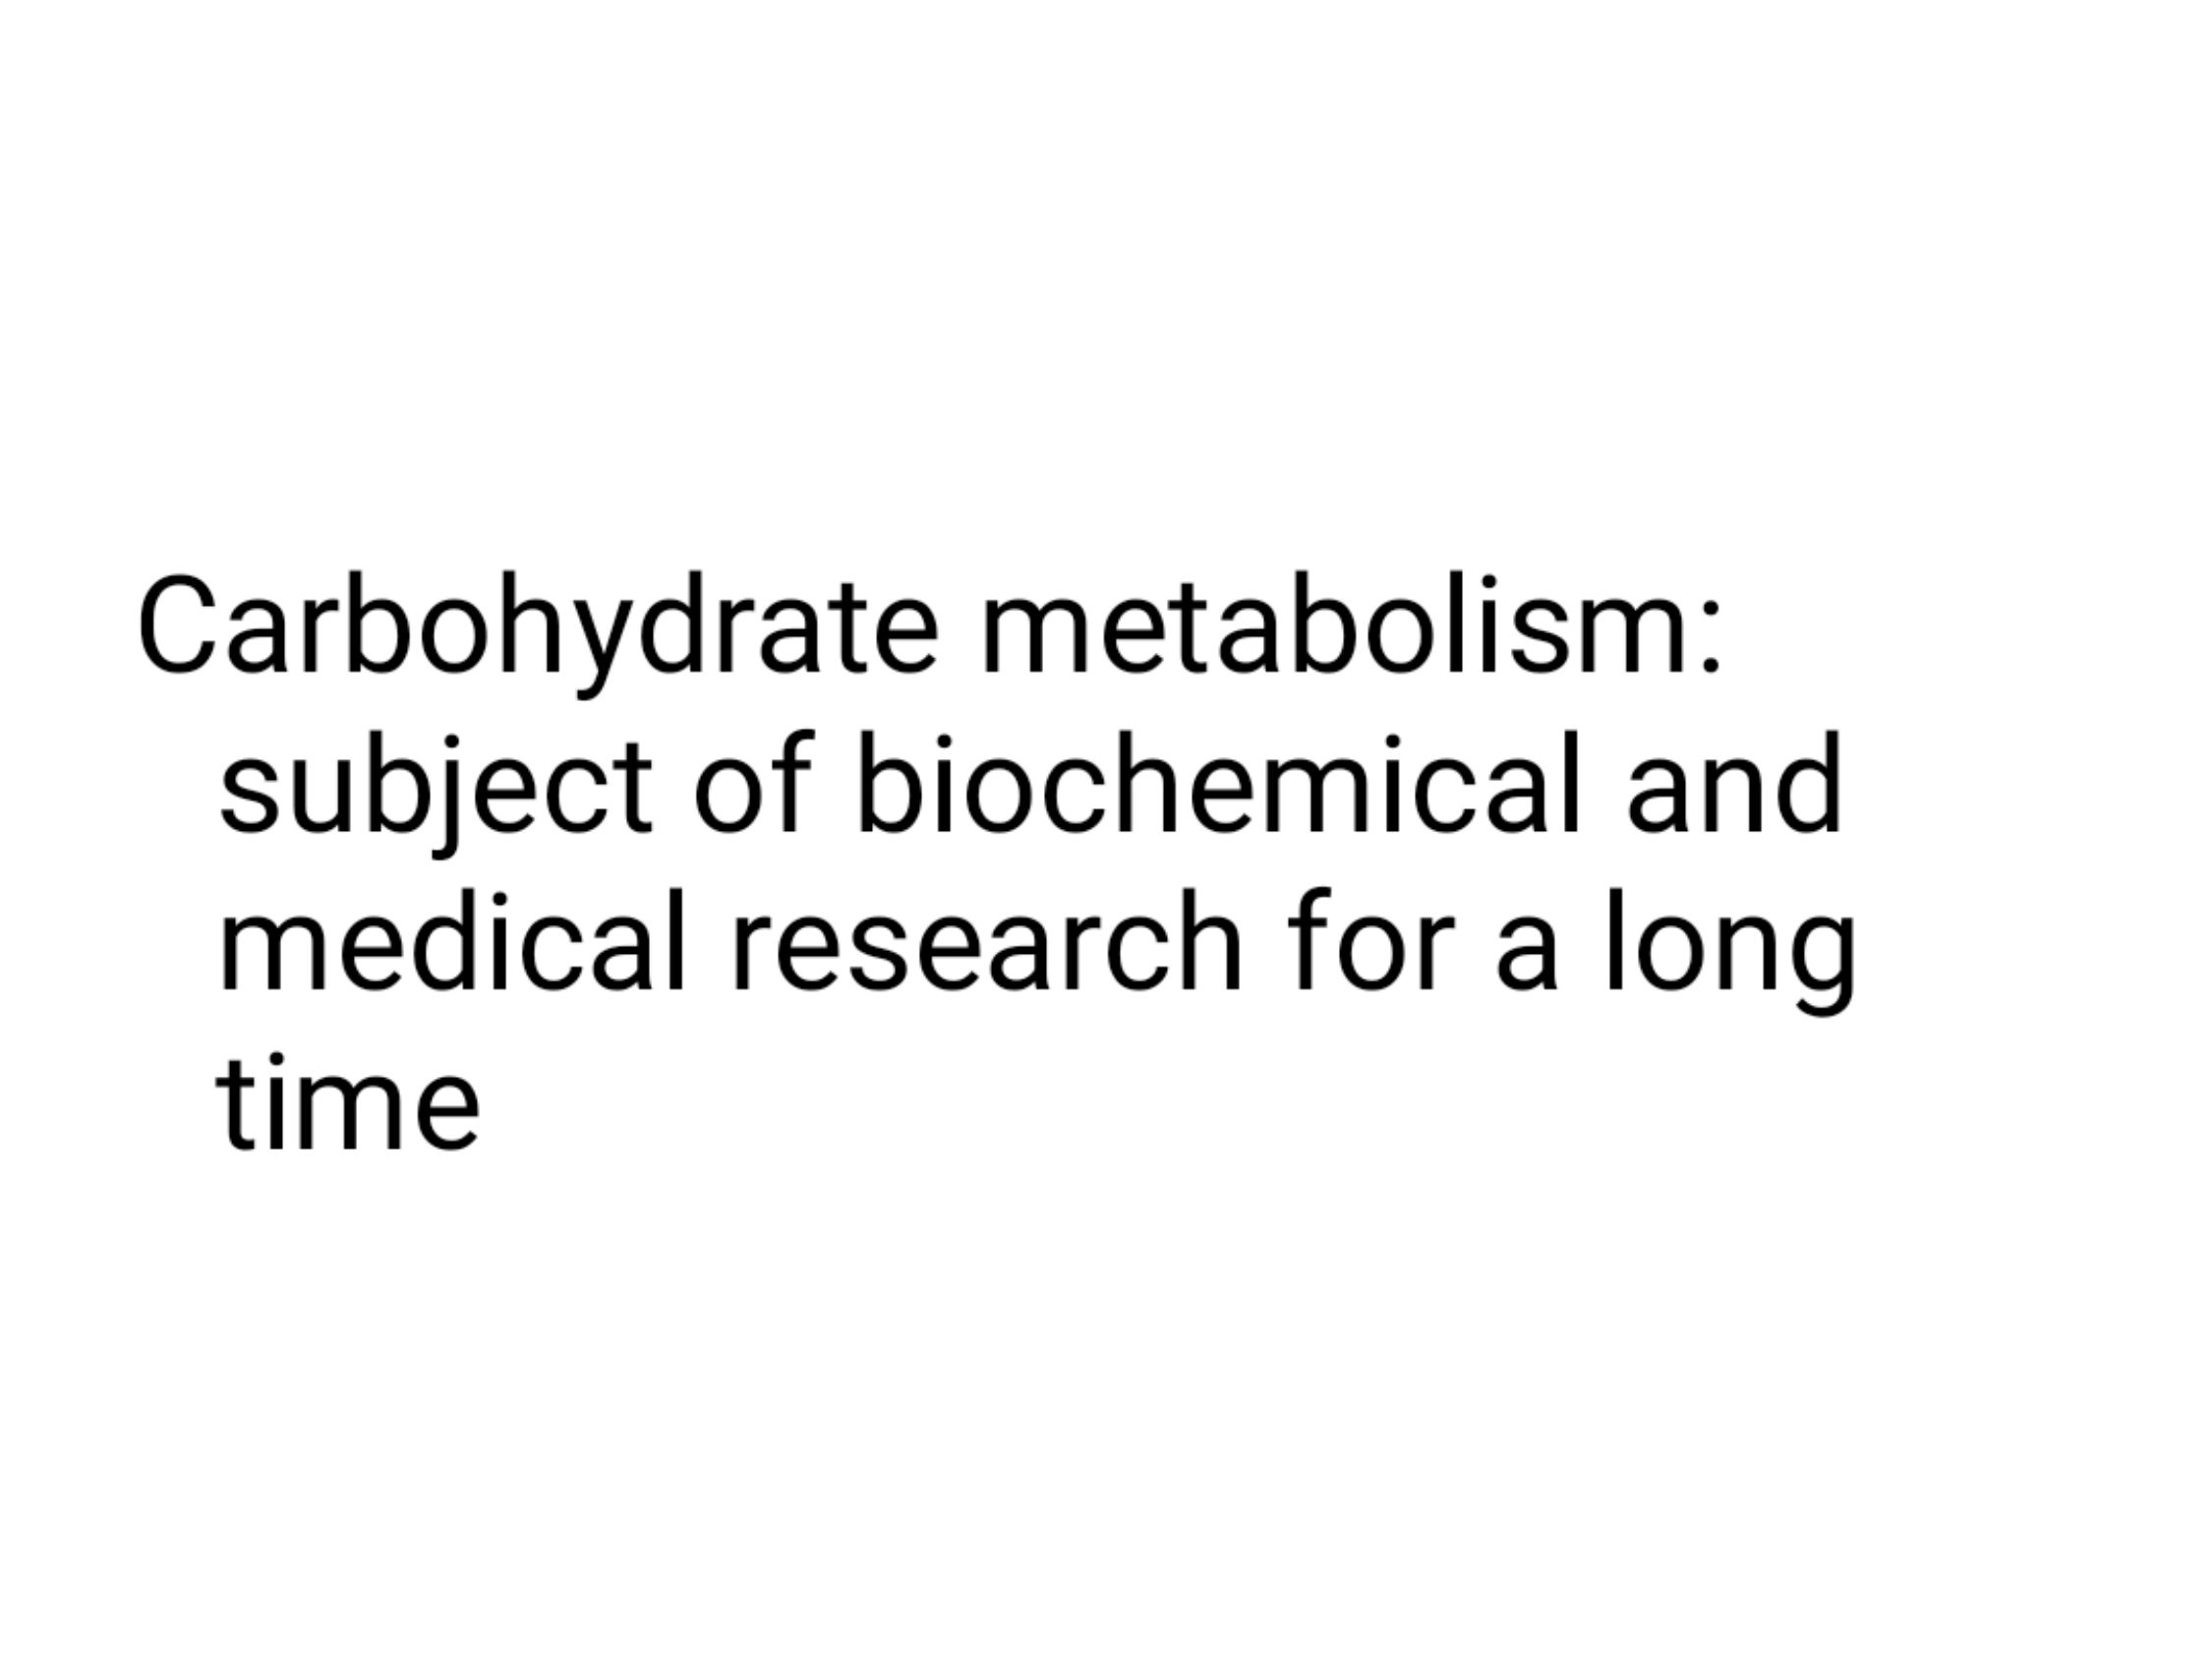 Carbohydrate metabolism:
subject of biochemical and
medical research for a long
time